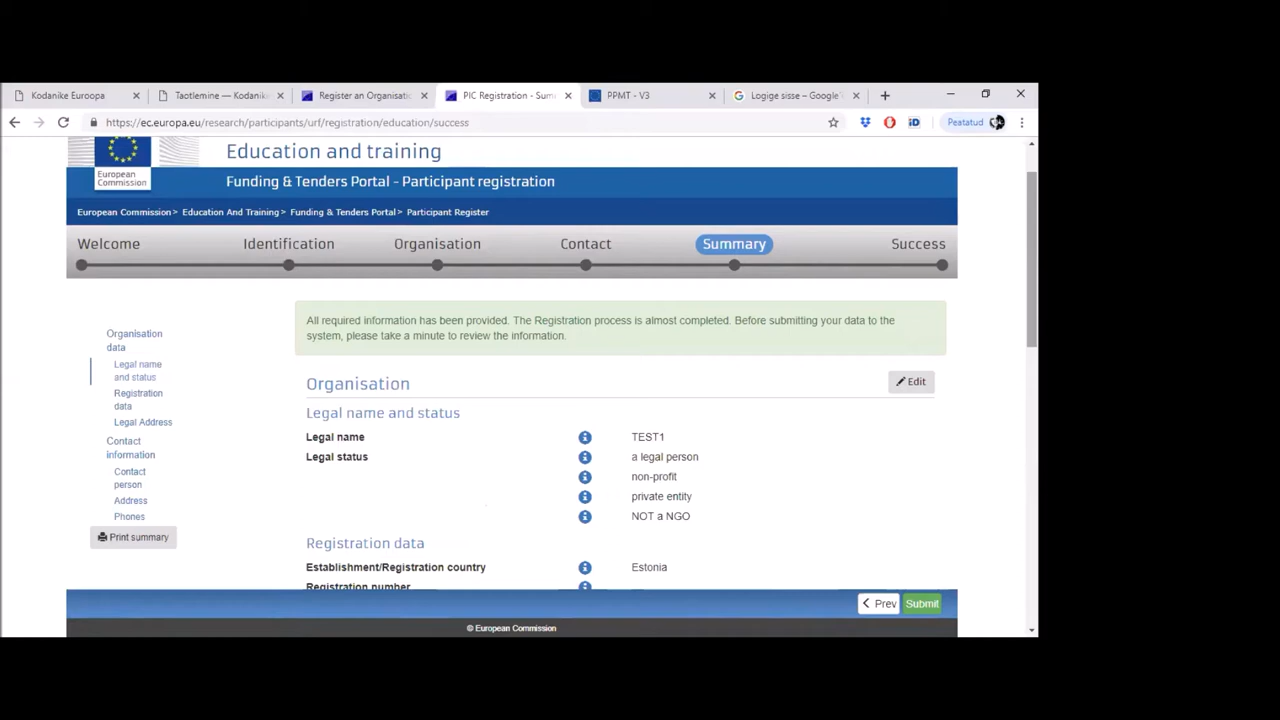 Kodanike Euroopa
Taotlemine — Kodanik
Register an Organisatio
PIC Registration - Sum
PPMT - V3
Logige sisse – Google'
https://ec.europa.eu/research/participants/urf/registration/education/success
iD
Peatatud
European
Commission
Education and training
Funding & Tenders Portal - Participant registration
European Commission> Education And Training> Funding & Tenders Portal> Participant Register
Welcome Identification Organisation Contact Summary Success
All required information has been provided. The Registration process is almost completed. Before submitting your data to the
system, please take a minute to review the information.
Organisation
data
Legal name
and status
Registration
data
Legal Address
Contact
information
Contact
person
Address
Phones
Print summary
Organisation
Edit
Legal name and status
Legal name TEST1
Legal status a legal person
non-profit
private entity
NOT a NGO
Registration data
Establishment/Registration country Estonia
Registration number
Prev Submit
© European Commission